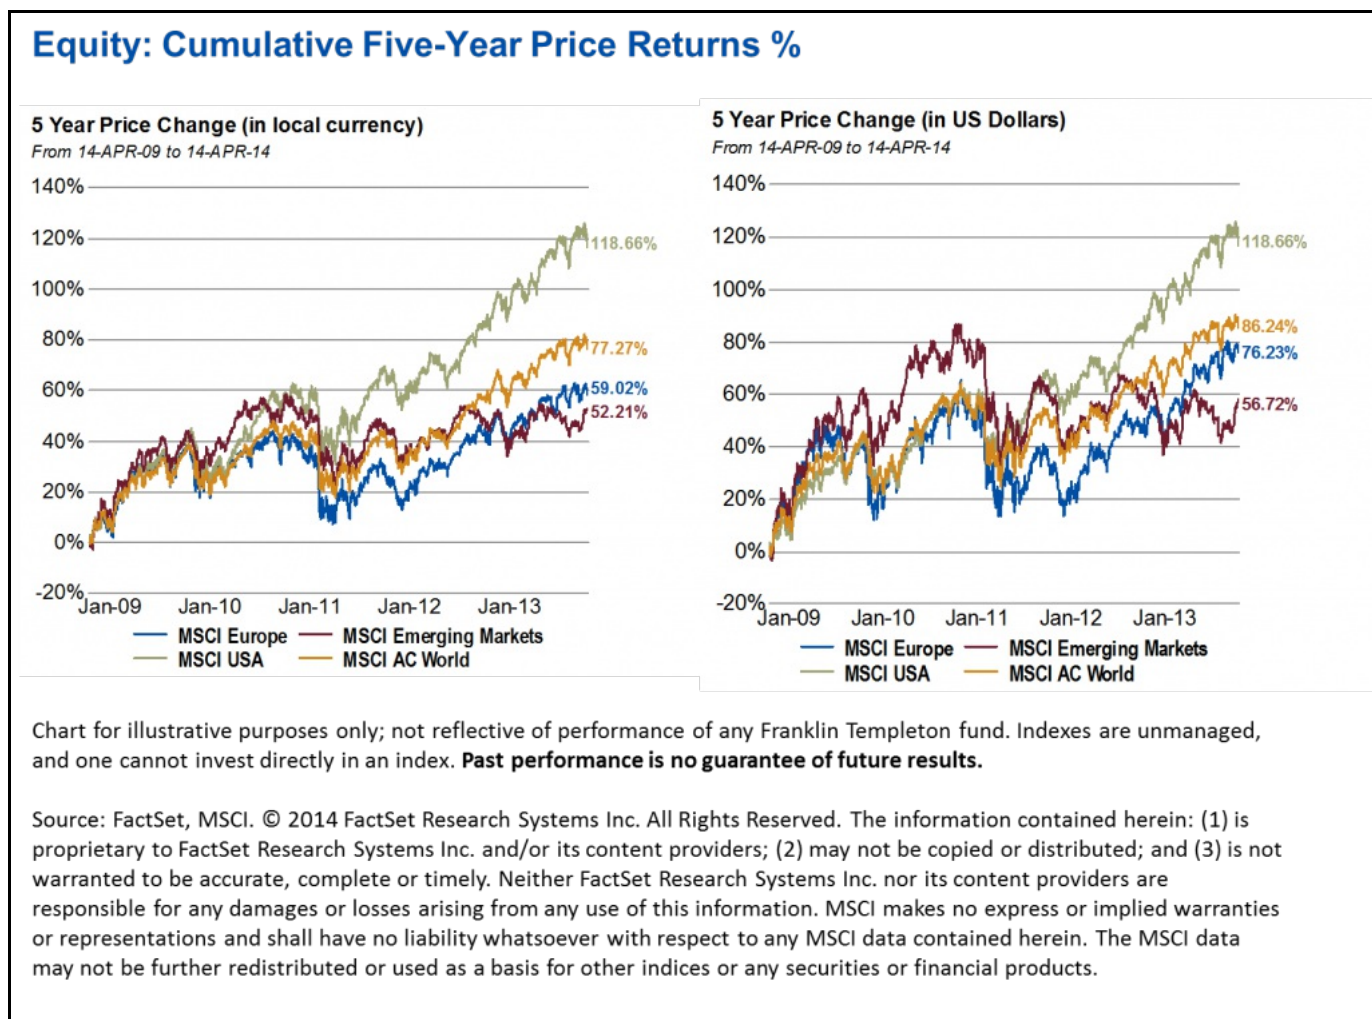 Equity: Cumulative Five-Year Price Returns %
5 Year Price Change (in local currency)
From 14-APR-09 to 14-APR-14
140%
120%
100%
80%
60%
40%
20%
0%
-20%
118.66%
77.27%
59.02%
52.21%
Jan-09 Jan-10 Jan-11 Jan-12 Jan-13
MSCI Europe MSCI Emerging Markets
MSCI USA MSCI AC World
5 Year Price Change (in US Dollars)
From 14-APR-09 to 14-APR-14
140%
120%
100%
80%
60%
40%
20%
0%
-20%
118.66%
86.24%
76.23%
56.72%
Jan-09 Jan-10 Jan-11 Jan-12 Jan-13
MSCI Europe MSCI Emerging Markets
MSCI USA MSCI AC World
Chart for illustrative purposes only; not reflective of performance of any Franklin Templeton fund. Indexes are unmanaged,
and one cannot invest directly in an index. Past performance is no guarantee of future results.
Source: FactSet, MSCI. © 2014 FactSet Research Systems Inc. All Rights Reserved. The information contained herein: (1) is
proprietary to FactSet Research Systems Inc. and/or its content providers; (2) may not be copied or distributed; and (3) is not
warranted to be accurate, complete or timely. Neither FactSet Research Systems Inc. nor its content providers are
responsible for any damages or losses arising from any use of this information. MSCI makes no express or implied warranties
or representations and shall have no liability whatsoever with respect to any MSCI data contained herein. The MSCI data
may not be further redistributed or used as a basis for other indices or any securities or financial products.